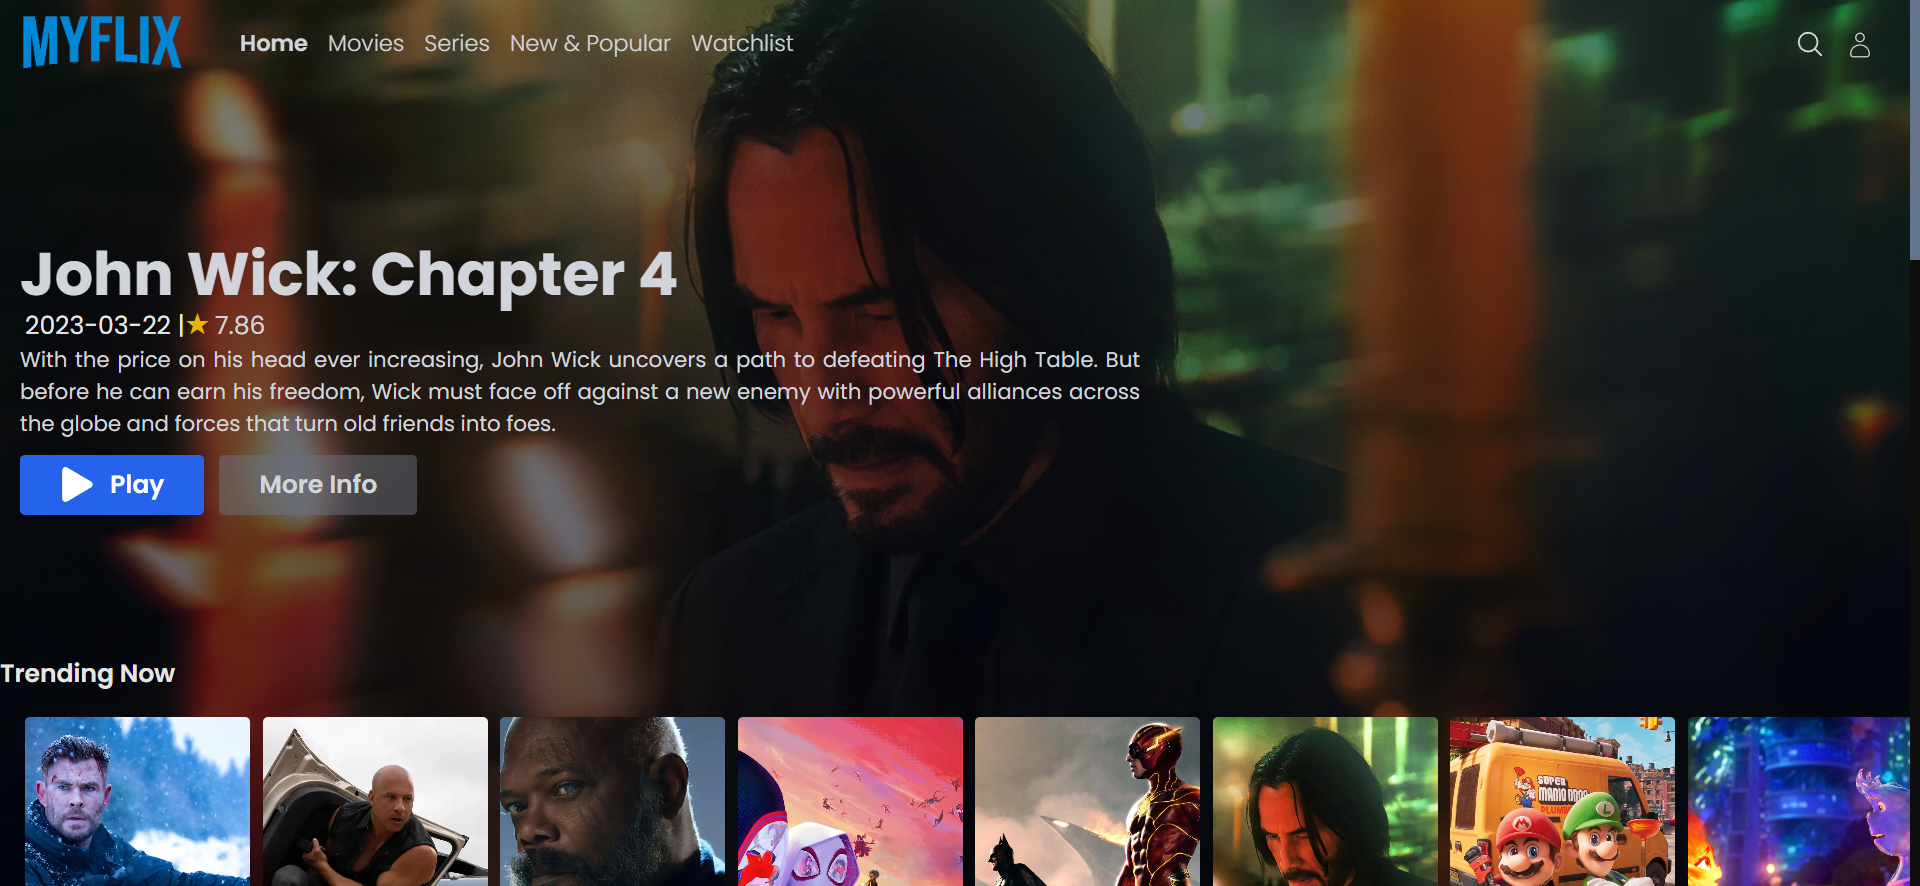 MYFLIX
Home Movies Series New & Popular Watchlist
John Wick: Chapter 4
2023-03-22 |★ 7.86
With the price on his head ever increasing, John Wick uncovers a path to defeating The High Table. But
before he can earn his freedom, Wick must face off against a new enemy with powerful alliances across
the globe and forces that turn old friends into foes.
Play
More Info
Trending Now
SUPER
MARIO BROS
PLUMB